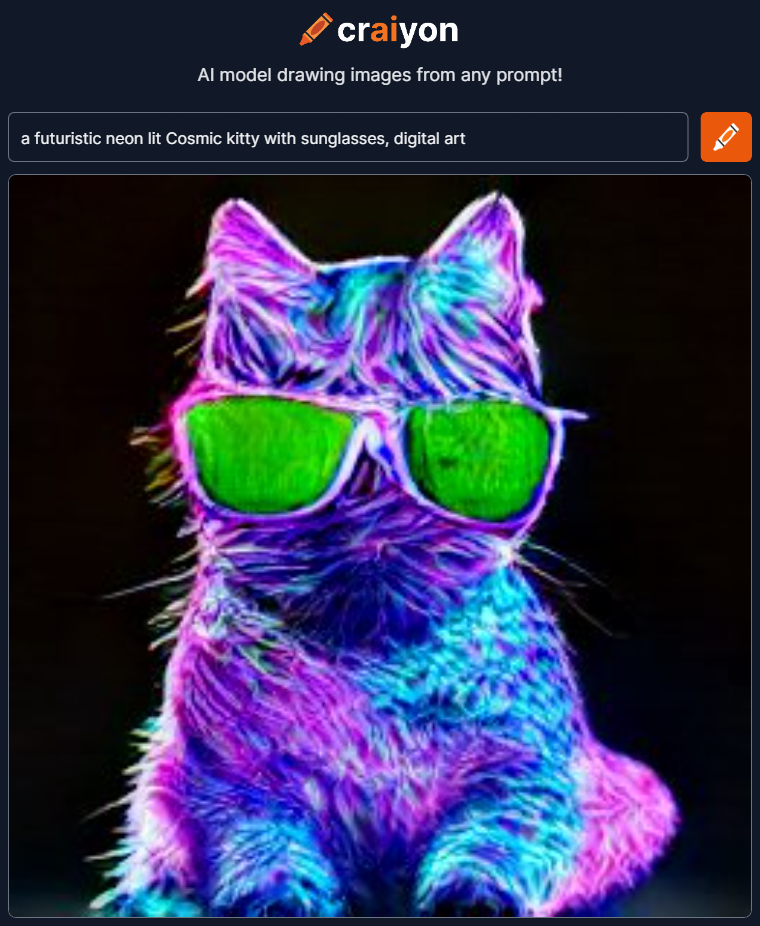 craiyon
AI model drawing images from any prompt!
a futuristic neon lit Cosmic kitty with sunglasses, digital art